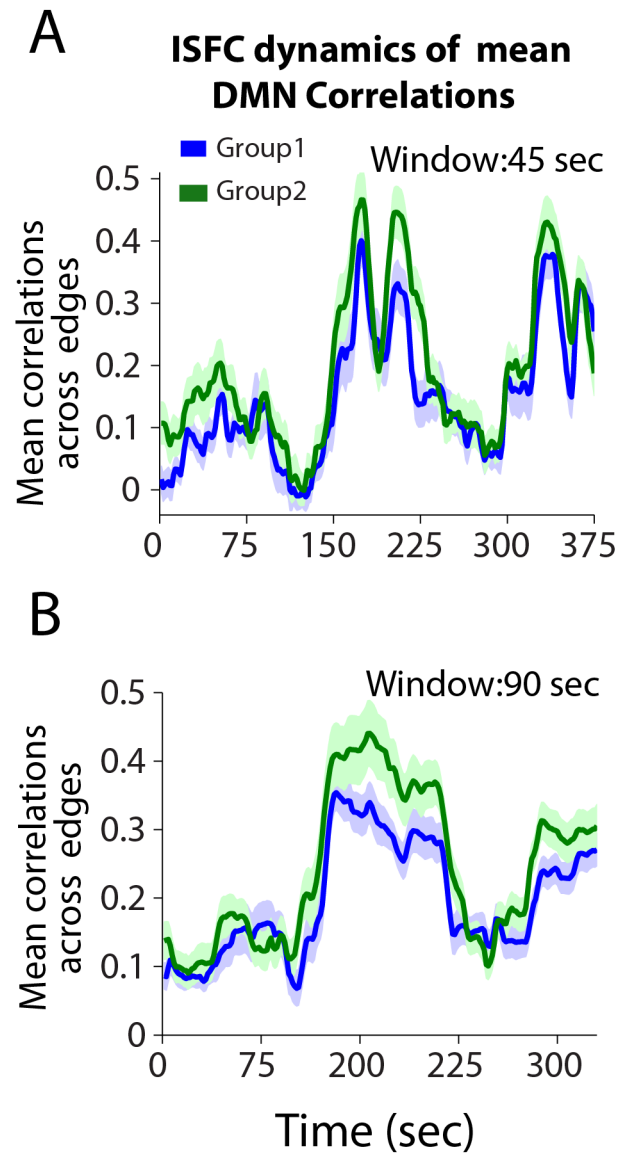 A
ISFC dynamics of mean
DMN Correlations
Group1
Group2
Window:45 sec
Mean correlations
across edges
0.5
0.4
0.3
0.2
0.1
0
0 75 150 225 300 375
B
Window:90 sec
Mean correlations
across edges
0.5
0.4
0.3
0.2
0.1
0
0 75 200 225 300
Time (sec)